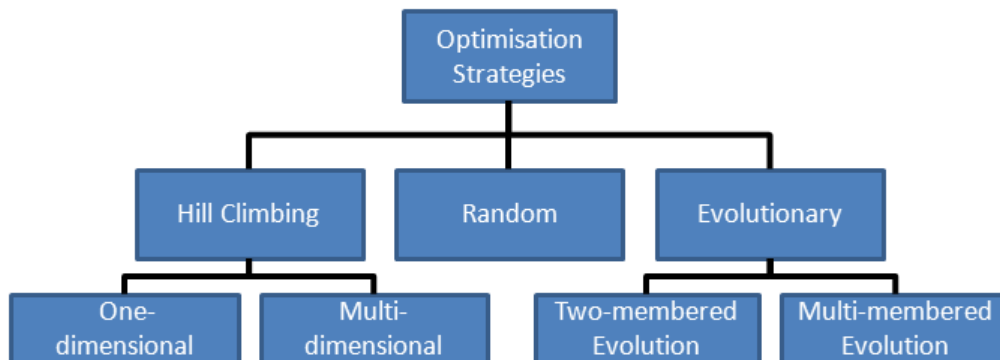 Optimisation
Strategies
Hill Climbing
Random
Evolutionary
One-
dimensional
Multi-
dimensional
Two-membered
Evolution
Multi-membered
Evolution